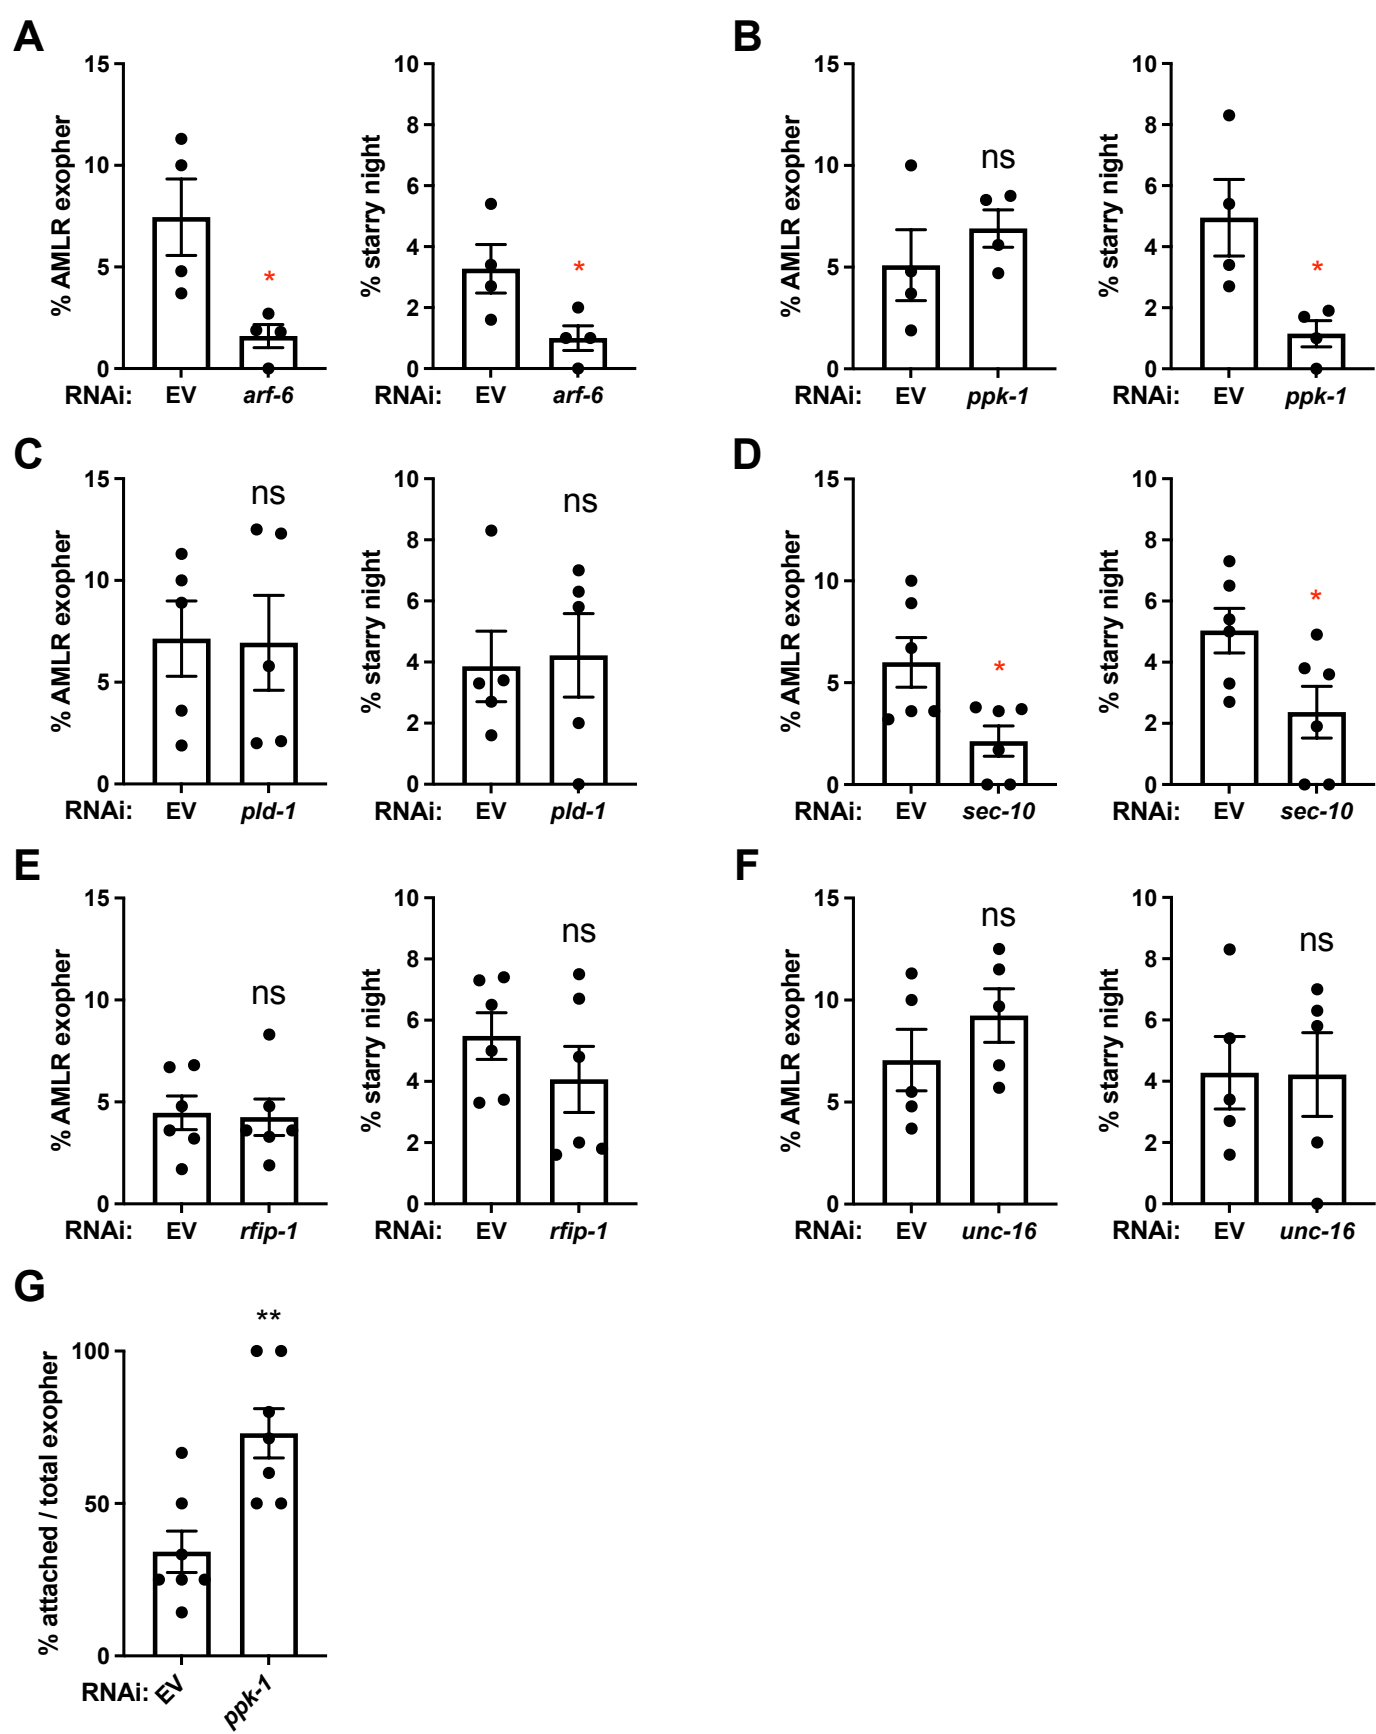 A
% AMLR exopher
15
10
5
0
*
RNAi: EV arf-6
% starry night
10
8
6
4
2
0
*
EV arf-6
B
% AMLR exopher
15
10
5
0
ns
RNAi: EV ppk-1
% starry night
10
8
6
4
2
0
*
RNAi: EV ppk-1
C
% AMLR exopher
15
10
5
0
ns
RNAi: EV pld-1
% starry night
10
8
6
4
2
0
ns
EV pld-1
D
% AMLR exopher
15
10
5
0
*
RNAi: EV sec-10
% starry night
10
8
6
4
2
0
*
RNAi: EV sec-10
E
% AMLR exopher
15
10
5
0
ns
RNAi: EV rfip-1
% starry night
10
8
6
4
2
0
ns
EV rfip-1
F
% AMLR exopher
15
10
5
0
ns
RNAi: EV unc-16
% starry night
10
8
6
4
2
0
ns
RNAi: EV unc-16
G
% attached / total exopher
100
50
0
**
RNAi: EV ppk-1